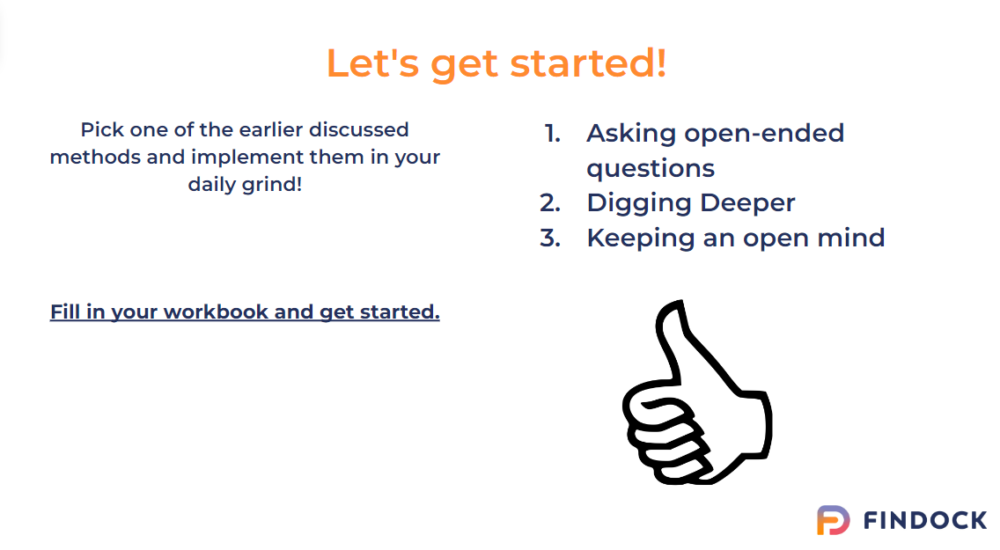 Let's get started!
Pick one of the earlier discussed
methods and implement them in your
daily grind!
Fill in your workbook and get started.
1. Asking open-ended
questions
2. Digging Deeper
3. Keeping an open mind
FINDOCK